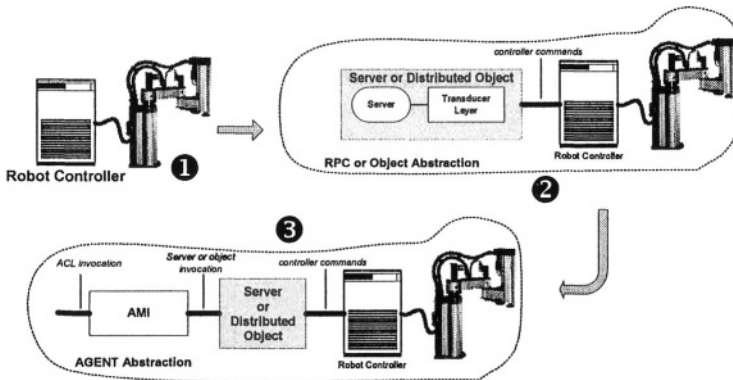 Robot Controller
1
controller commands
Server or Distributed Object
Server
Transducer
Layer
Robot Controller
RPC or Object Abstraction
2
3
ACL invocation
Server or object
invocation
controller commands
AMI
Server
or
Distributed
Object
Robot Controller
AGENT Abstraction